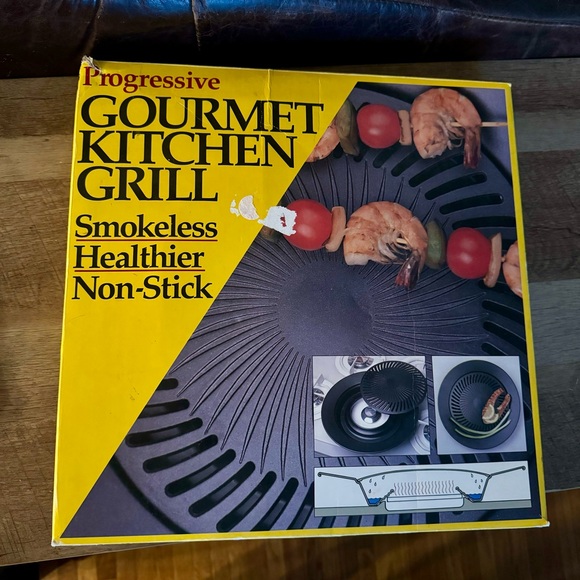 Progressive
GOURMET
KITCHEN
GRILL
Smokeless
Healthier
Non-Stick